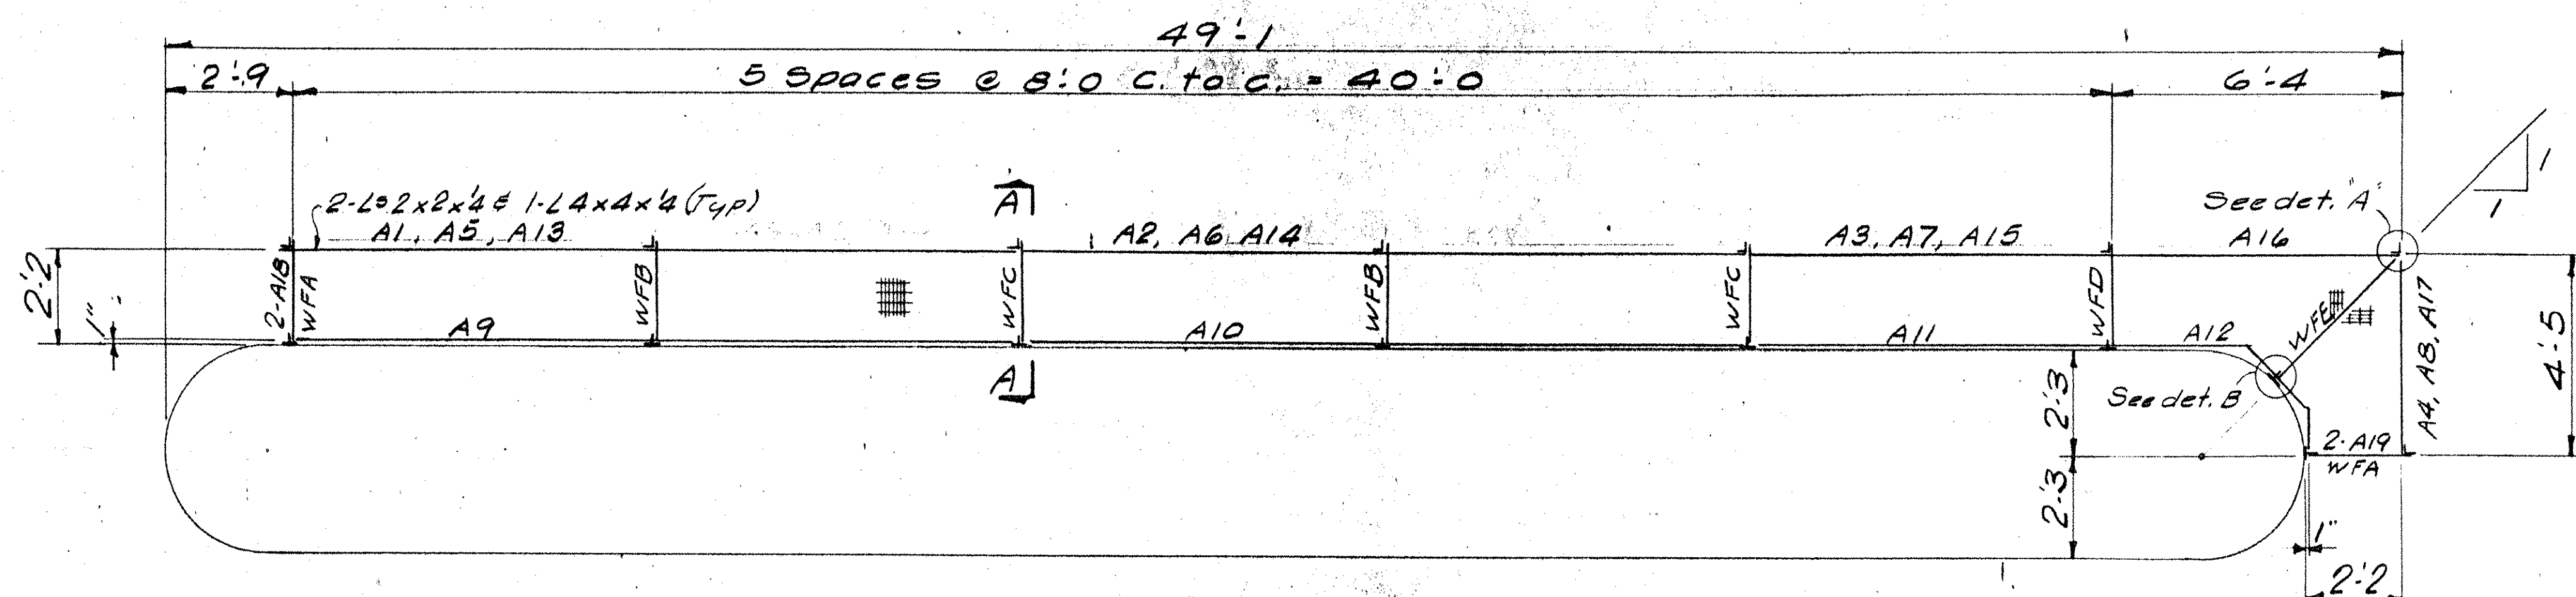 49'-1
2'-9
5 Spaces @ 8'-0 C. to C. = 40'-0
6'-4
1
1
2-Ls 2x2x¼ & 1-L4x4x¼ (Typ)
A1, A5, A13
A
A2, A6, A14
A3, A7, A15
See det. "A"
A16
2'-2
1"
2-A18
WFA
WFB
WFC
WFB
WFC
WFD
WFE
A4, A8, A17
4'-5
A9
A10
A11
A12
A
See det. B
2'-3
2'-3
2-A19
WFA
1"
2'-2